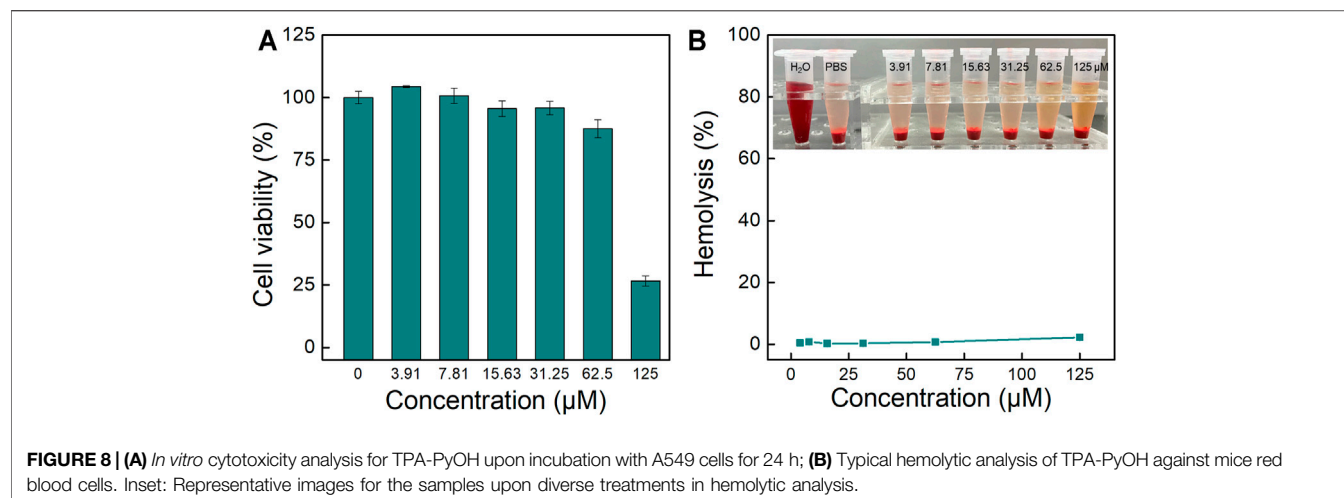 A
125
100
75
50
25
0
Cell viability (%)
0 3.91 7.81 15.63 31.25 62.5 125
Concentration (µM)
B
100
80
60
40
20
0
Hemolysis (%)
H₂O PBS 3.91 7.81 15.63 31.25 62.5 125 µM
0 25 50 75 100 125
Concentration (µM)
FIGURE 8 | (A) In vitro cytotoxicity analysis for TPA-PyOH upon incubation with A549 cells for 24 h; (B) Typical hemolytic analysis of TPA-PyOH against mice red
blood cells. Inset: Representative images for the samples upon diverse treatments in hemolytic analysis.